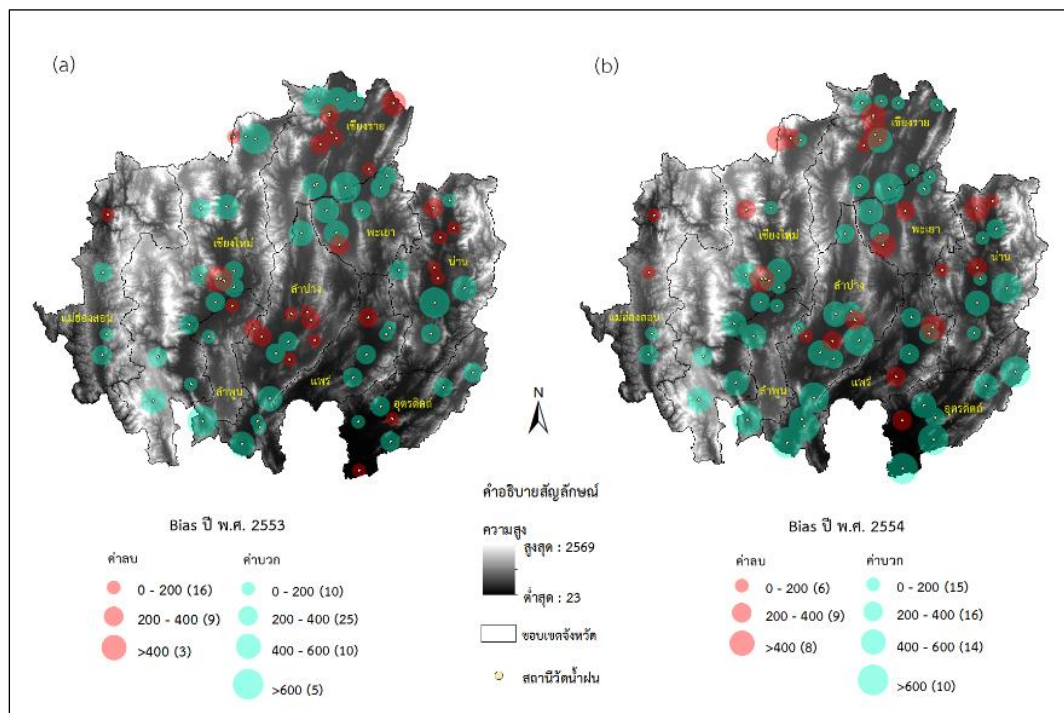 (a)
เชียงราย
พะเยา
น่าน
เชียงใหม่
ลำปาง
แม่ฮ่องสอน
ลำพูน
แพร่
อุตรดิตถ์
(b)
เชียงราย
พะเยา
น่าน
เชียงใหม่
ลำปาง
แม่ฮ่องสอน
ลำพูน
แพร่
อุตรดิตถ์
N
Bias ปี พ.ศ. 2553
ค่าลบ
0 - 200 (16)
200 - 400 (9)
>400 (3)
ค่าบวก
0 - 200 (10)
200 - 400 (25)
400 - 600 (10)
>600 (5)
คำอธิบายสัญลักษณ์
ความสูง
สูงสุด : 2569
ต่ำสุด : 23
ขอบเขตจังหวัด
สถานีวัดน้ำฝน
Bias ปี พ.ศ. 2554
ค่าลบ
0 - 200 (6)
200 - 400 (9)
>400 (8)
ค่าบวก
0 - 200 (15)
200 - 400 (16)
400 - 600 (14)
>600 (10)